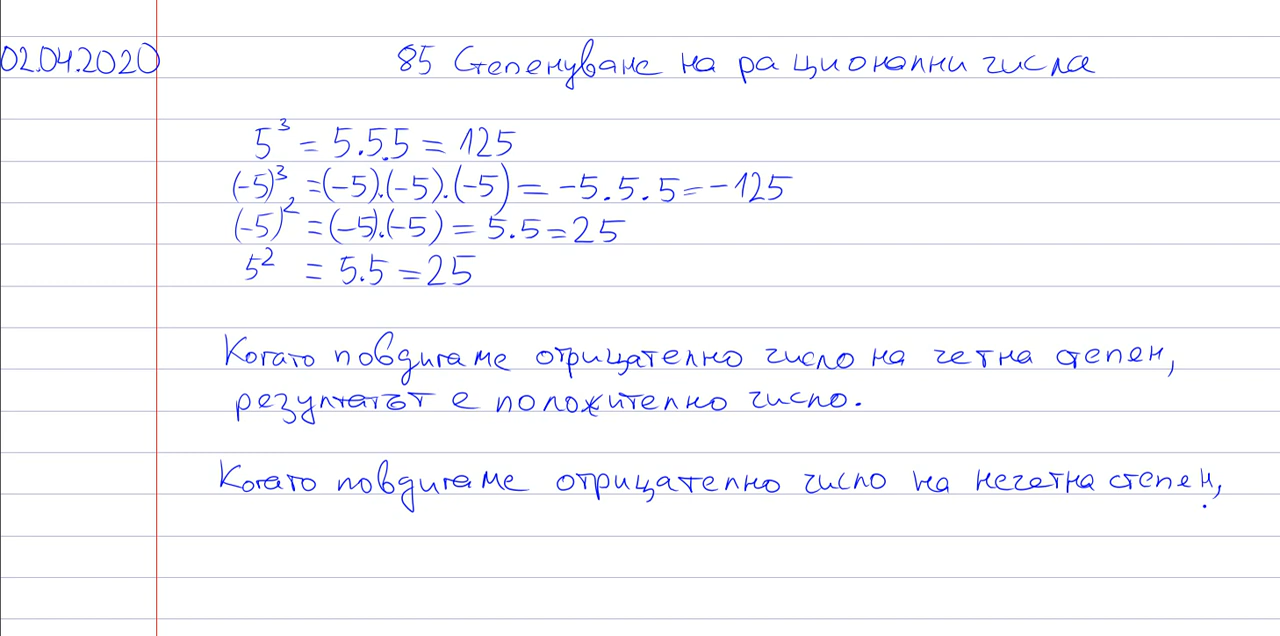 02.04.2020 85 Степенуване на рационални числа
5³ = 5.5.5 = 125
(-5)³ = (-5).(-5).(-5) = -5.5.5 = -125
(-5)² = (-5).(-5) = 5.5 = 25
5² = 5.5 = 25
Когато повдигаме отрицателно число на четна степен,
резултатът е положително число.
Когато повдигаме отрицателно число на нечетна степен,